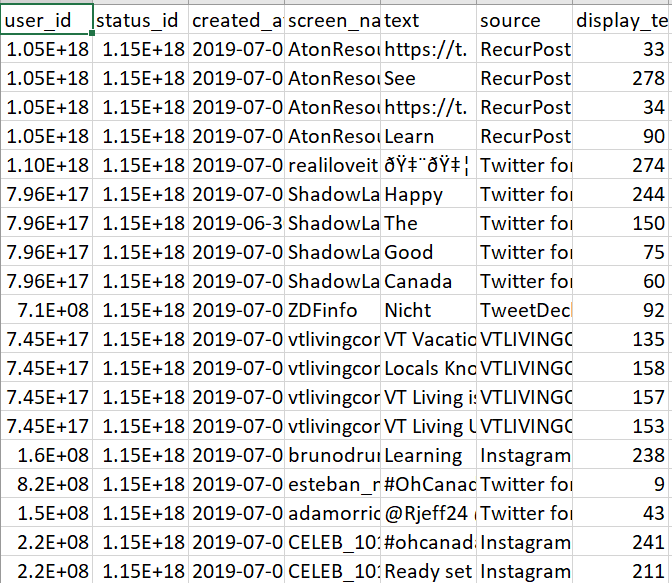 user_id status_id created_a screen_na text source display_te
1.05E+18 1.15E+18 2019-07-0 AtonResou https://t. RecurPost 33
1.05E+18 1.15E+18 2019-07-0 AtonResou See RecurPost 278
1.05E+18 1.15E+18 2019-07-0 AtonResou https://t. RecurPost 34
1.05E+18 1.15E+18 2019-07-0 AtonResou Learn RecurPost 90
1.10E+18 1.15E+18 2019-07-0 realiloveit ðŸ‡¨ðŸ‡¦ Twitter for 274
7.96E+17 1.15E+18 2019-07-0 ShadowLa Happy Twitter for 244
7.96E+17 1.15E+18 2019-06-3 ShadowLa The Twitter for 150
7.96E+17 1.15E+18 2019-07-0 ShadowLa Good Twitter for 75
7.96E+17 1.15E+18 2019-07-0 ShadowLa Canada Twitter for 60
7.1E+08 1.15E+18 2019-07-0 ZDFinfo Nicht TweetDecl 92
7.45E+17 1.15E+18 2019-07-0 vtlivingcor VT Vacatio VTLIVINGC 135
7.45E+17 1.15E+18 2019-07-0 vtlivingcor Locals Kno VTLIVINGC 158
7.45E+17 1.15E+18 2019-07-0 vtlivingcor VT Living is VTLIVINGC 157
7.45E+17 1.15E+18 2019-07-0 vtlivingcor VT Living U VTLIVINGC 153
1.6E+08 1.15E+18 2019-07-0 brunodrur Learning Instagram 238
8.2E+08 1.15E+18 2019-07-0 esteban_r #OhCanad Twitter for 9
1.5E+08 1.15E+18 2019-07-0 adamorric @Rjeff24 Twitter for 43
2.2E+08 1.15E+18 2019-07-0 CELEB_101 #ohcanad Instagram 241
2.2E+08 1.15E+18 2019-07-0 CELEB_101 Ready set Instagram 211